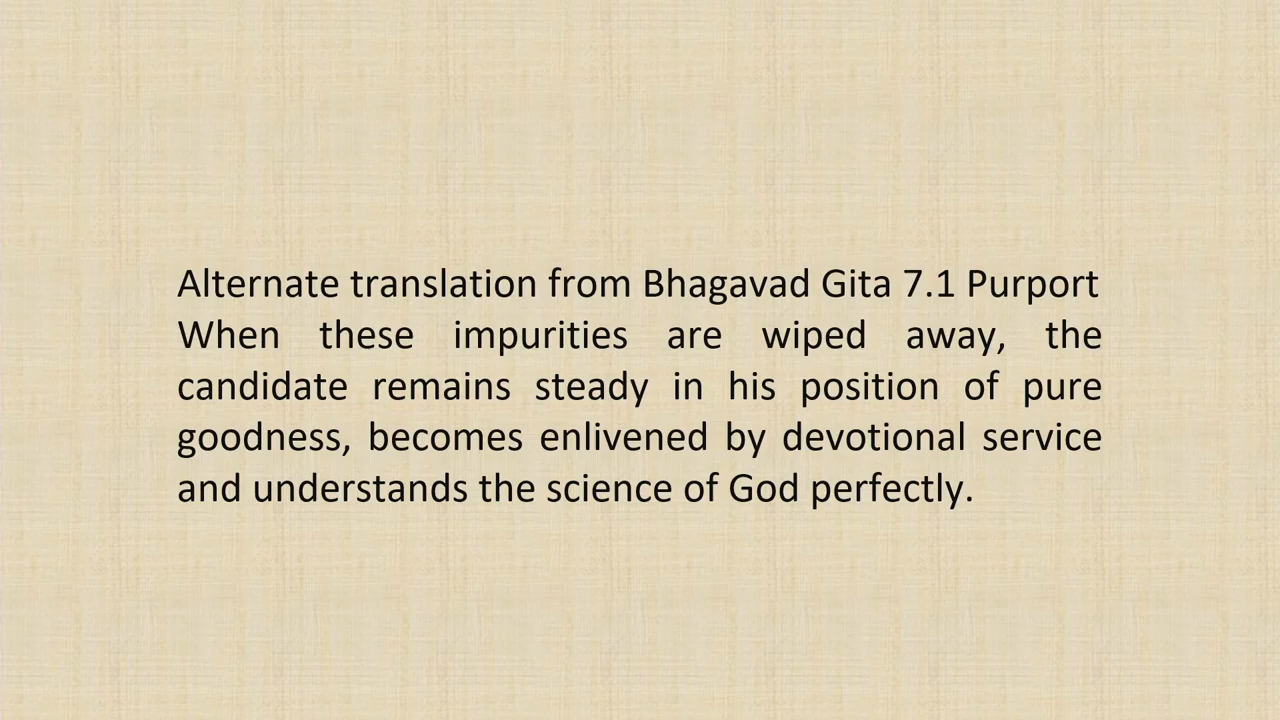 Alternate translation from Bhagavad Gita 7.1 Purport
When these impurities are wiped away, the
candidate remains steady in his position of pure
goodness, becomes enlivened by devotional service
and understands the science of God perfectly.